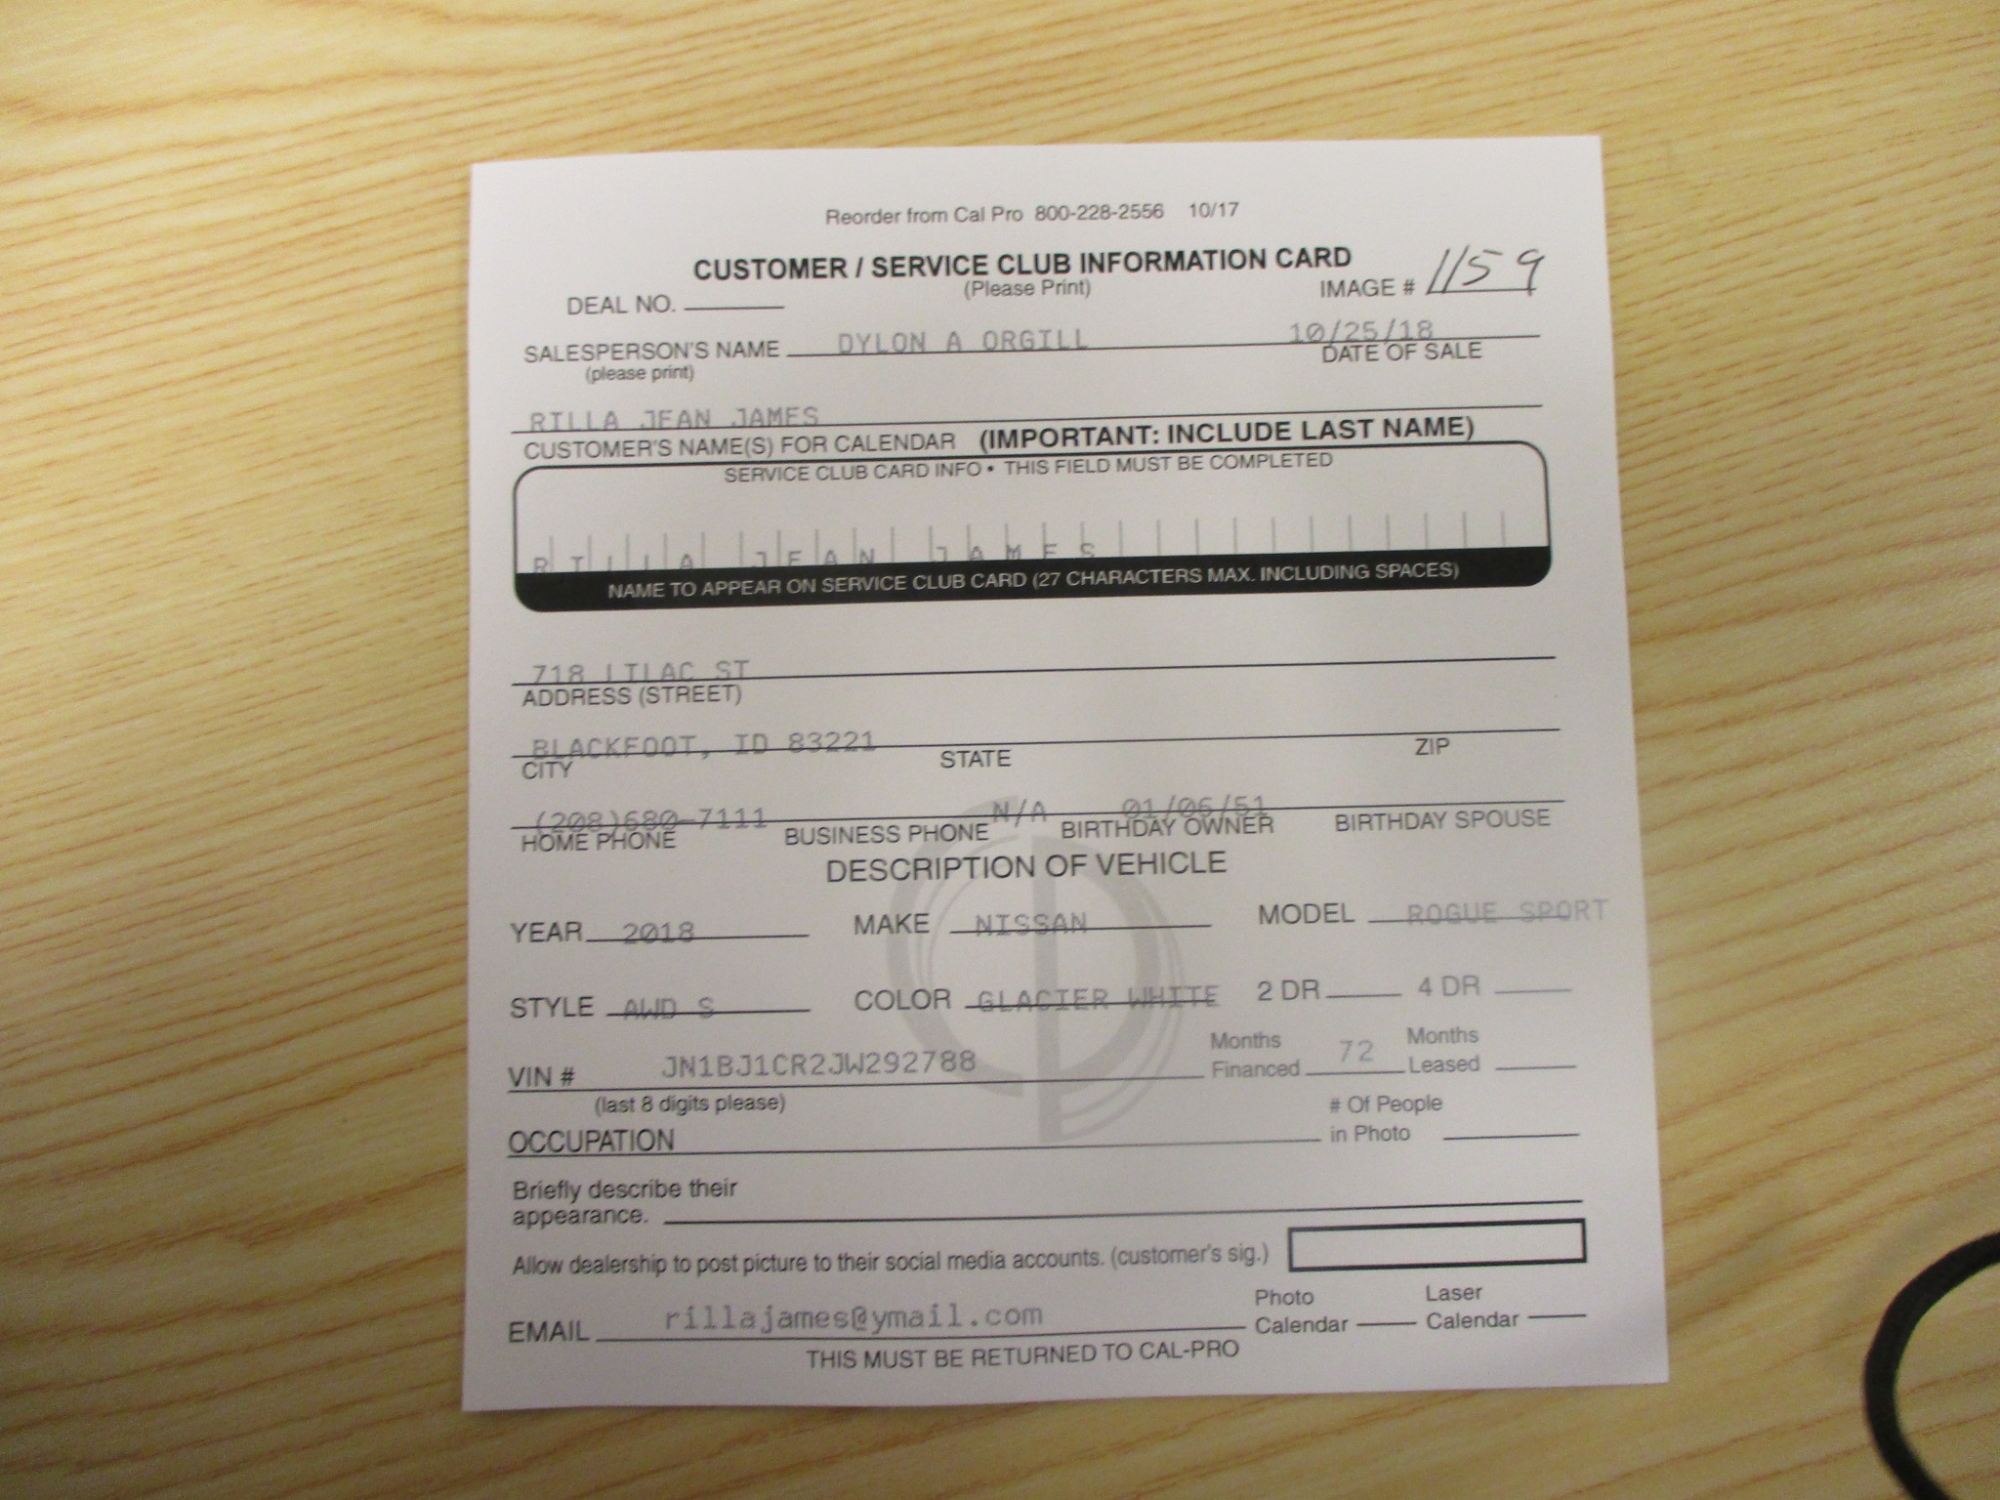 Reorder from Cal Pro 800-228-2556 10/17
CUSTOMER / SERVICE CLUB INFORMATION CARD
(Please Print)
DEAL NO.
IMAGE # 1159
SALESPERSON'S NAME DYLON A ORGILL 10/25/18
(please print) DATE OF SALE
RILLA JEAN JAMES
CUSTOMER'S NAME(S) FOR CALENDAR (IMPORTANT: INCLUDE LAST NAME)
SERVICE CLUB CARD INFO • THIS FIELD MUST BE COMPLETED
RILLA JEAN JAMES
NAME TO APPEAR ON SERVICE CLUB CARD (27 CHARACTERS MAX. INCLUDING SPACES)
718 LILAC ST
ADDRESS (STREET)
BLACKFOOT, ID 83221
CITY STATE ZIP
(208)680-7111 N/A 01/06/51
HOME PHONE BUSINESS PHONE BIRTHDAY OWNER BIRTHDAY SPOUSE
DESCRIPTION OF VEHICLE
YEAR 2018 MAKE NISSAN MODEL ROGUE SPORT
STYLE AWD S COLOR GLACIER WHITE 2 DR 4 DR
VIN # JN1BJ1CR2JW292788 Months Financed 72 Months Leased
(last 8 digits please)
OCCUPATION # Of People in Photo
Briefly describe their
appearance.
Allow dealership to post picture to their social media accounts. (customer's sig.)
EMAIL rillajames@ymail.com Photo Calendar Laser Calendar
THIS MUST BE RETURNED TO CAL-PRO